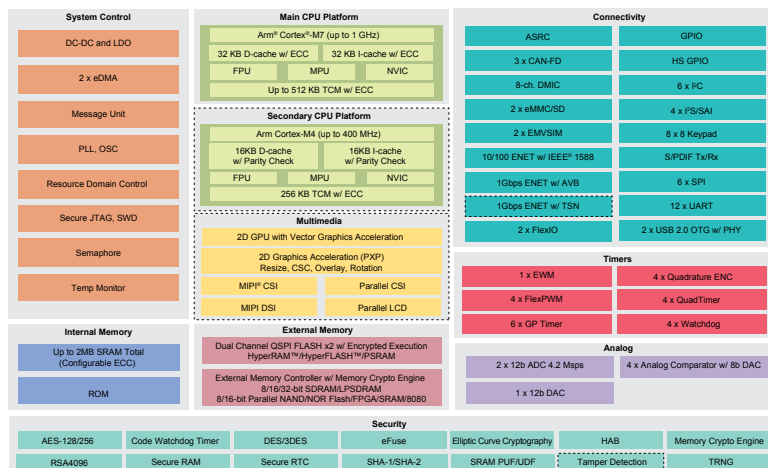 System Control
DC-DC and LDO
2 x eDMA
Message Unit
PLL, OSC
Resource Domain Control
Secure JTAG, SWD
Semaphore
Temp Monitor
Internal Memory
Up to 2MB SRAM Total
(Configurable ECC)
ROM
Main CPU Platform
Arm® Cortex®-M7 (up to 1 GHz)
32 KB D-cache w/ ECC
32 KB I-cache w/ ECC
FPU
MPU
NVIC
Up to 512 KB TCM w/ ECC
Secondary CPU Platform
Arm Cortex-M4 (up to 400 MHz)
16KB D-cache
w/ Parity Check
16KB I-cache
w/ Parity Check
FPU
MPU
NVIC
256 KB TCM w/ ECC
Multimedia
2D GPU with Vector Graphics Acceleration
2D Graphics Acceleration (PXP)
Resize, CSC, Overlay, Rotation
MIPI® CSI
Parallel CSI
MIPI DSI
Parallel LCD
External Memory
Dual Channel QSPI FLASH x2 w/ Encrypted Execution
HyperRAM™/HyperFLASH™/PSRAM
External Memory Controller w/ Memory Crypto Engine
8/16/32-bit SDRAM/LPSDRAM
8/16-bit Parallel NAND/NOR Flash/FPGA/SRAM/8080
Connectivity
ASRC
GPIO
3 x CAN-FD
HS GPIO
8-ch. DMIC
6 x I²C
2 x eMMC/SD
4 x I²S/SAI
2 x EMVSIM
8 x 8 Keypad
10/100 ENET w/ IEEE® 1588
S/PDIF Tx/Rx
1Gbps ENET w/ AVB
6 x SPI
1Gbps ENET w/ TSN
12 x UART
2 x FlexIO
2 x USB 2.0 OTG w/ PHY
Timers
1 x EWM
4 x Quadrature ENC
4 x FlexPWM
4 x QuadTimer
6 x GP Timer
4 x Watchdog
Analog
2 x 12b ADC 4.2 Msps
4 x Analog Comparator w/ 8b DAC
1 x 12b DAC
Security
AES-128/256
Code Watchdog Timer
DES/3DES
eFuse
Elliptic Curve Cryptography
HAB
Memory Crypto Engine
RSA4096
Secure RAM
Secure RTC
SHA-1/SHA-2
SRAM PUF/UDF
Tamper Detection
TRNG